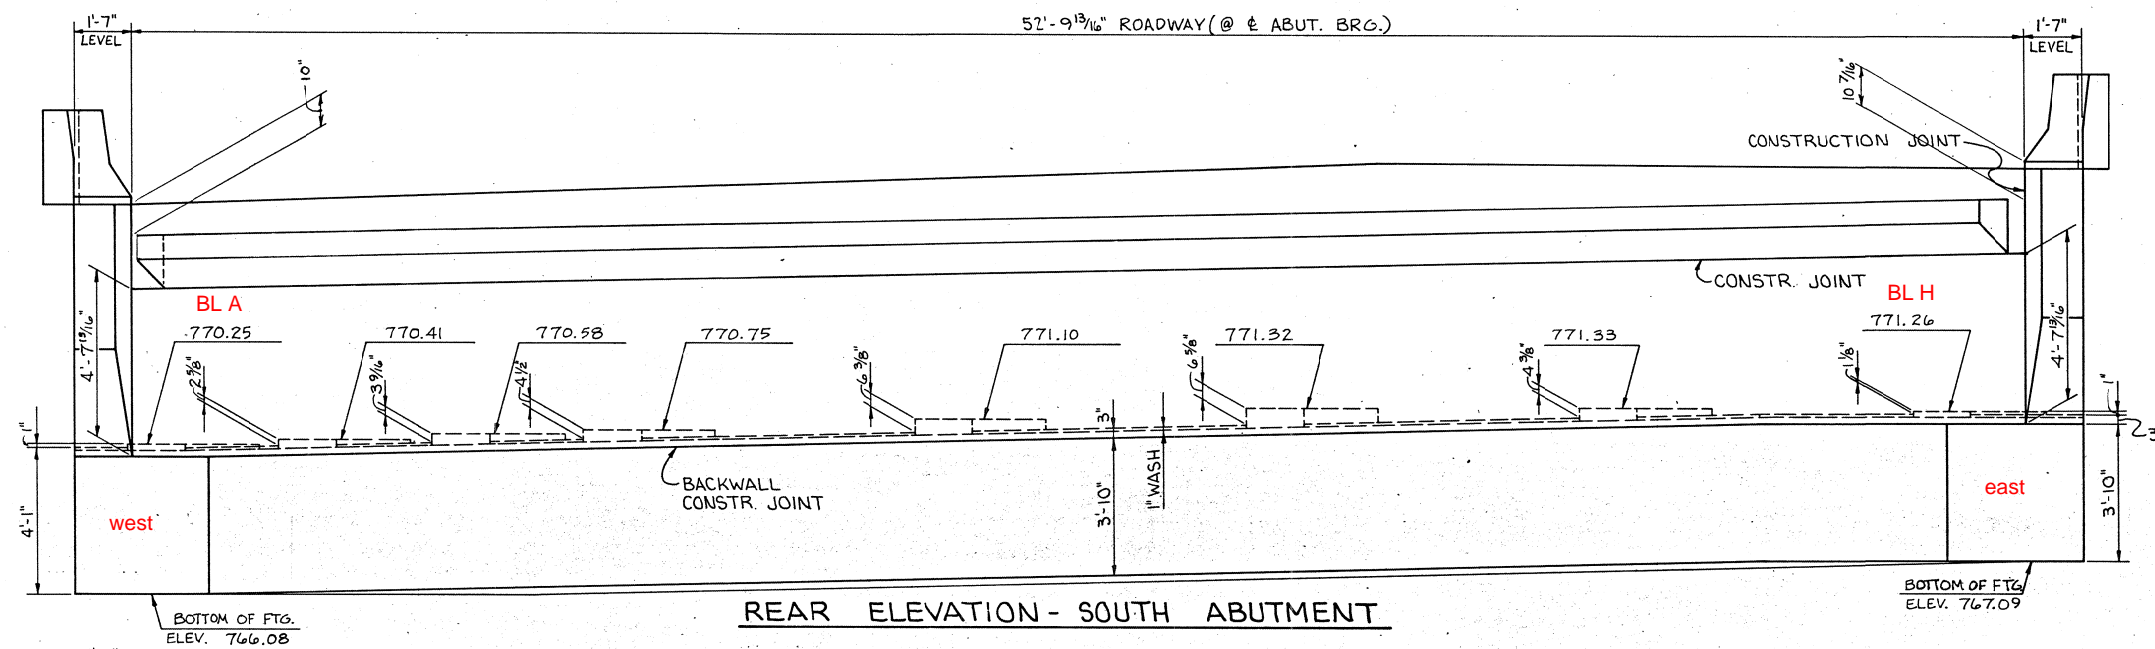 1'-7"
LEVEL
52'-9 13/16" ROADWAY (@ ℄ ABUT. BRG.)
1'-7"
LEVEL
10"
10 7/16"
CONSTRUCTION JOINT
CONSTR. JOINT
BL A
BL H
4'-7 13/16"
4'-7 13/16"
770.25
770.41
770.58
770.75
771.10
771.32
771.33
771.26
2 5/8"
3 9/16"
4 1/2"
6 3/8"
6 5/8"
4 3/8"
1 1/8"
1"
3"
1" WASH
1"
3
BACKWALL
CONSTR. JOINT
4'-1"
west
3'-10"
east
3'-10"
BOTTOM OF FTG.
ELEV. 766.08
REAR ELEVATION - SOUTH ABUTMENT
BOTTOM OF FTG
ELEV. 767.09